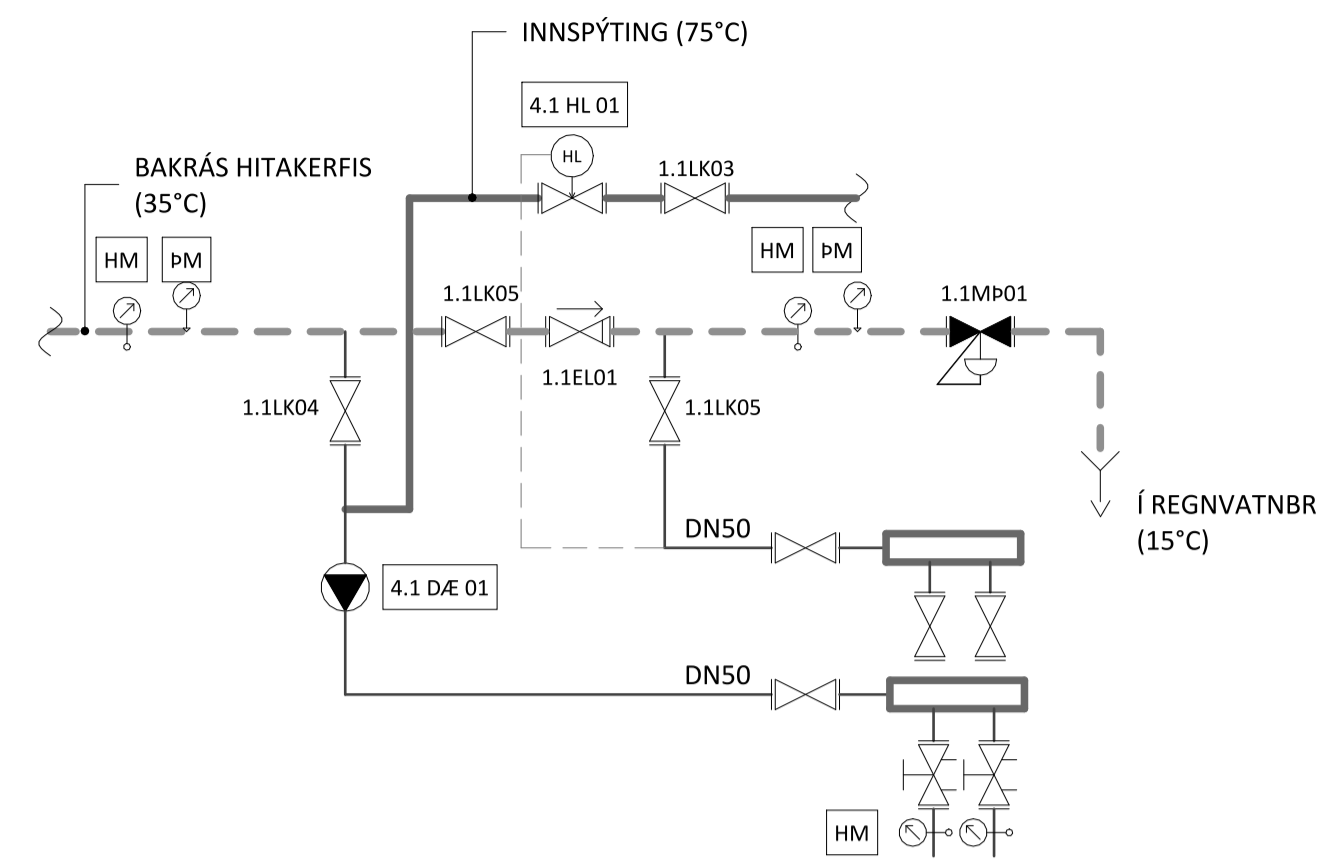 INNSPÝTING (75°C)
4.1 HL 01
HL
1.1LK03
BAKRÁS HITAKERFIS
(35°C)
HM
ÞM
HM
ÞM
1.1LK05
1.1MÞ01
1.1EL01
1.1LK04
1.1LK05
Í REGNVATNBR
(15°C)
DN50
4.1 DÆ 01
DN50
HM